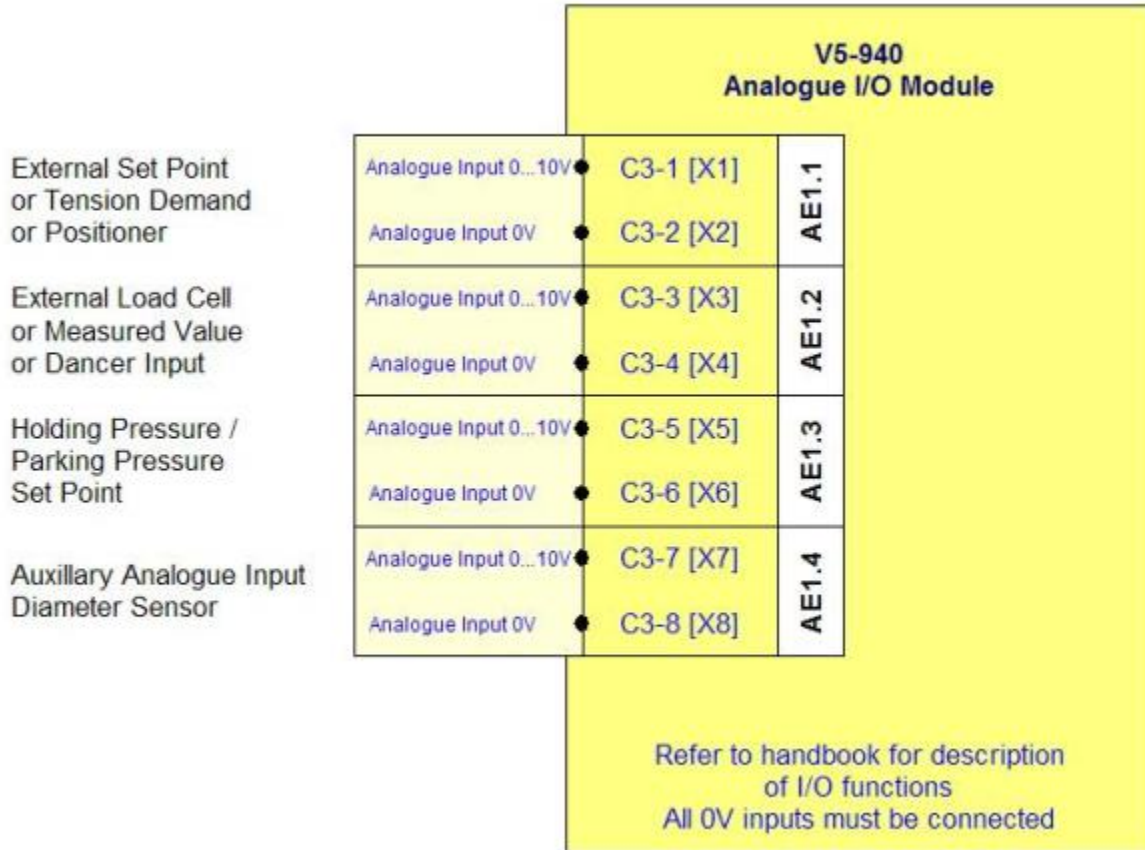 V5-940
Analogue I/O Module
External Set Point
or Tension Demand
or Positioner
Analogue Input 0...10V
C3-1 [X1]
Analogue Input 0V
C3-2 [X2]
AE1.1
External Load Cell
or Measured Value
or Dancer Input
Analogue Input 0...10V
C3-3 [X3]
Analogue Input 0V
C3-4 [X4]
AE1.2
Holding Pressure /
Parking Pressure
Set Point
Analogue Input 0...10V
C3-5 [X5]
Analogue Input 0V
C3-6 [X6]
AE1.3
Auxillary Analogue Input
Diameter Sensor
Analogue Input 0...10V
C3-7 [X7]
Analogue Input 0V
C3-8 [X8]
AE1.4
Refer to handbook for description
of I/O functions
All 0V inputs must be connected